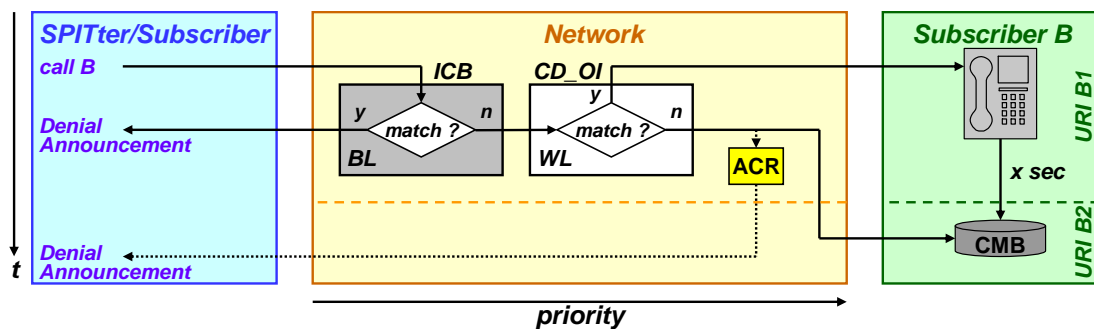 SPITter/Subscriber
Network
Subscriber B
call B
ICB
CD_OI
y
n
y
n
match ?
match ?
Denial
Announcement
BL
WL
ACR
URI B1
x sec
CMB
URI B2
Denial
Announcement
t
priority